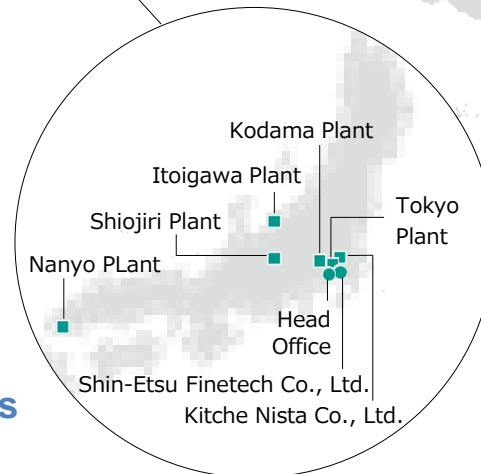 Kodama Plant
Itoigawa Plant
Tokyo
Plant
Shiojiri Plant
Nanyo PLant
Head
Office
Shin-Etsu Finetech Co., Ltd.
s
Kitche Nista Co., Ltd.